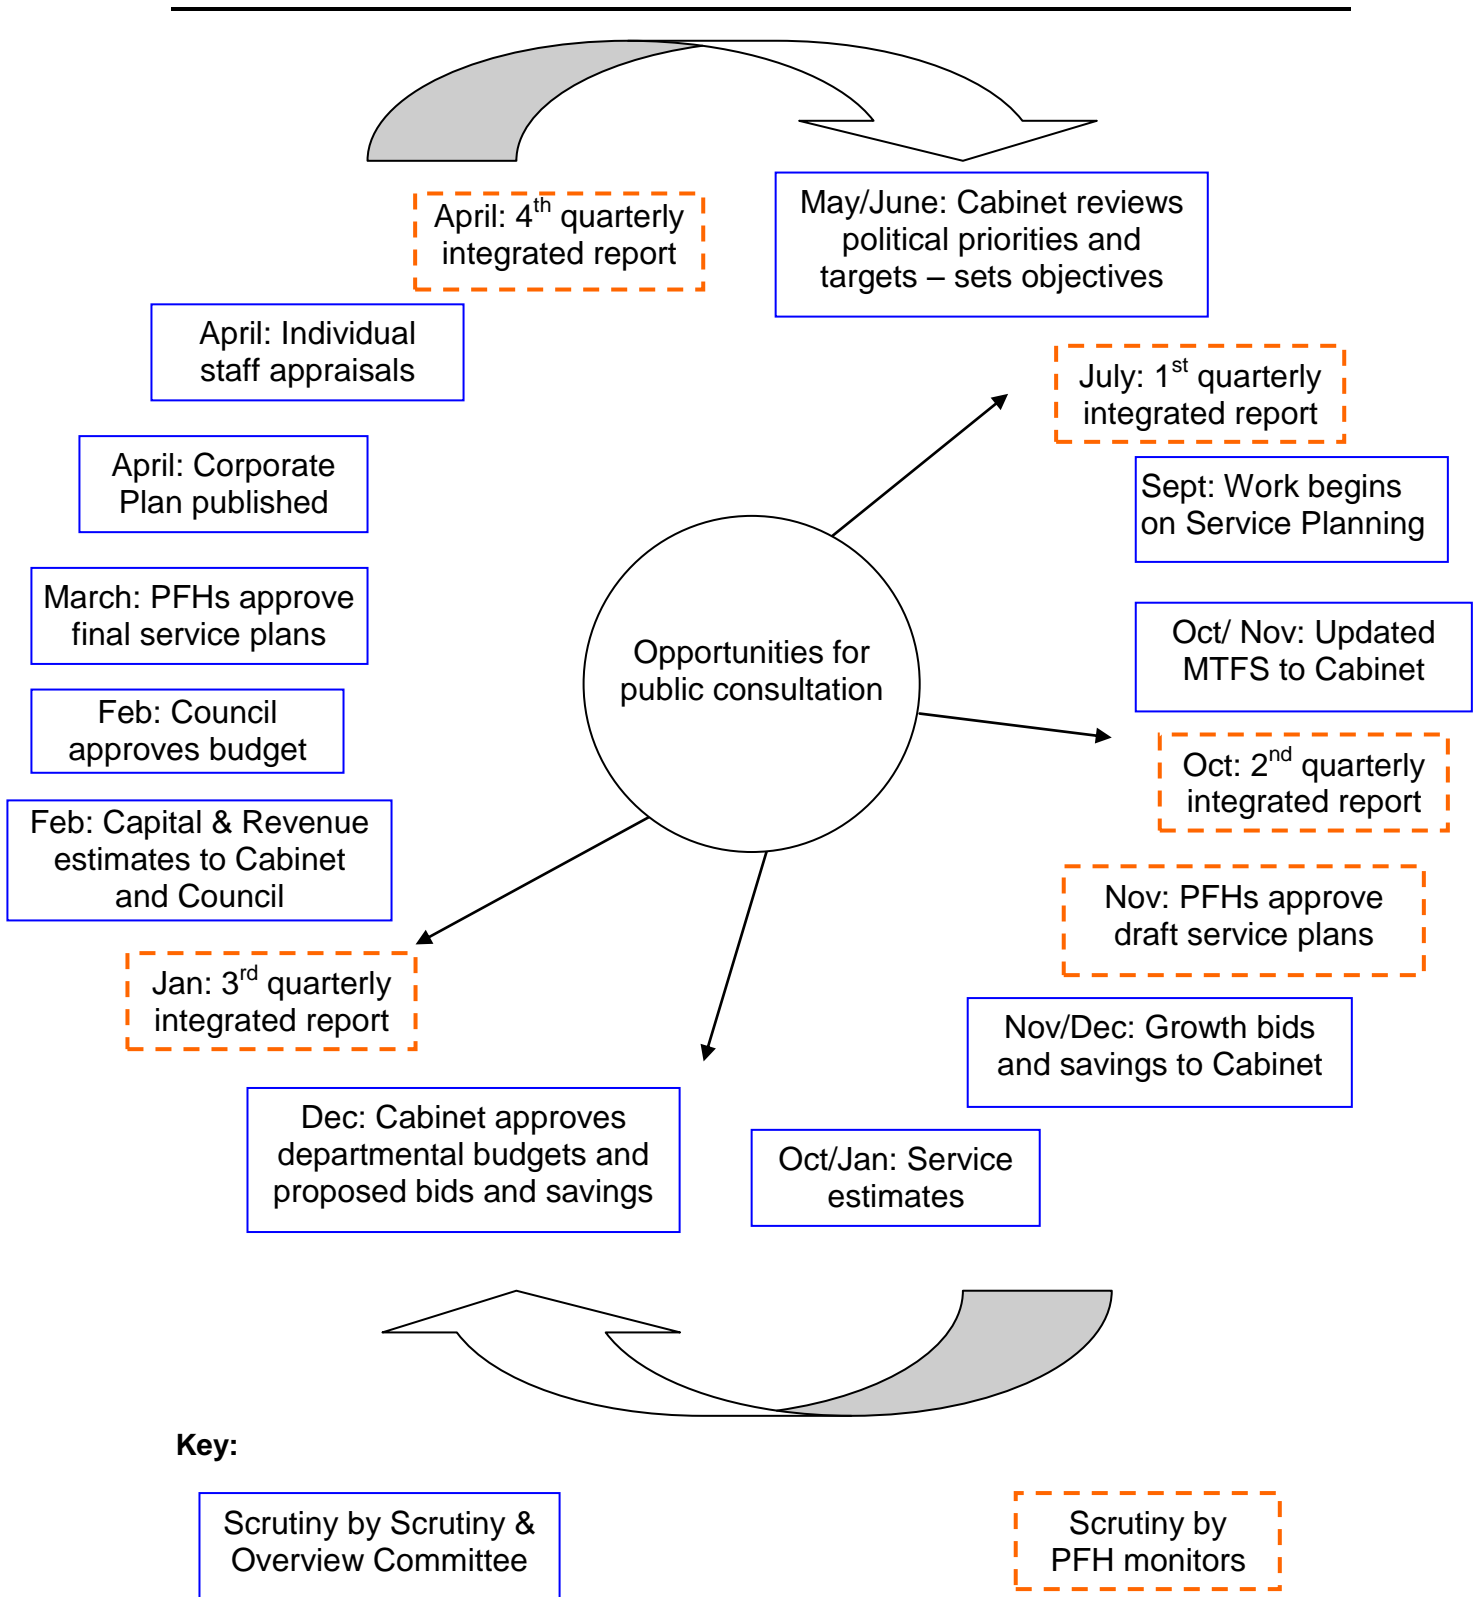 April: 4th quarterly
integrated report
May/June: Cabinet reviews
political priorities and
targets – sets objectives
April: Individual
staff appraisals
July: 1st quarterly
integrated report
April: Corporate
Plan published
Sept: Work begins
on Service Planning
March: PFHs approve
final service plans
Opportunities for
public consultation
Oct/ Nov: Updated
MTFS to Cabinet
Feb: Council
approves budget
Oct: 2nd quarterly
integrated report
Feb: Capital & Revenue
estimates to Cabinet
and Council
Nov: PFHs approve
draft service plans
Jan: 3rd quarterly
integrated report
Nov/Dec: Growth bids
and savings to Cabinet
Dec: Cabinet approves
departmental budgets and
proposed bids and savings
Oct/Jan: Service
estimates
Key:
Scrutiny by Scrutiny &
Overview Committee
Scrutiny by
PFH monitors